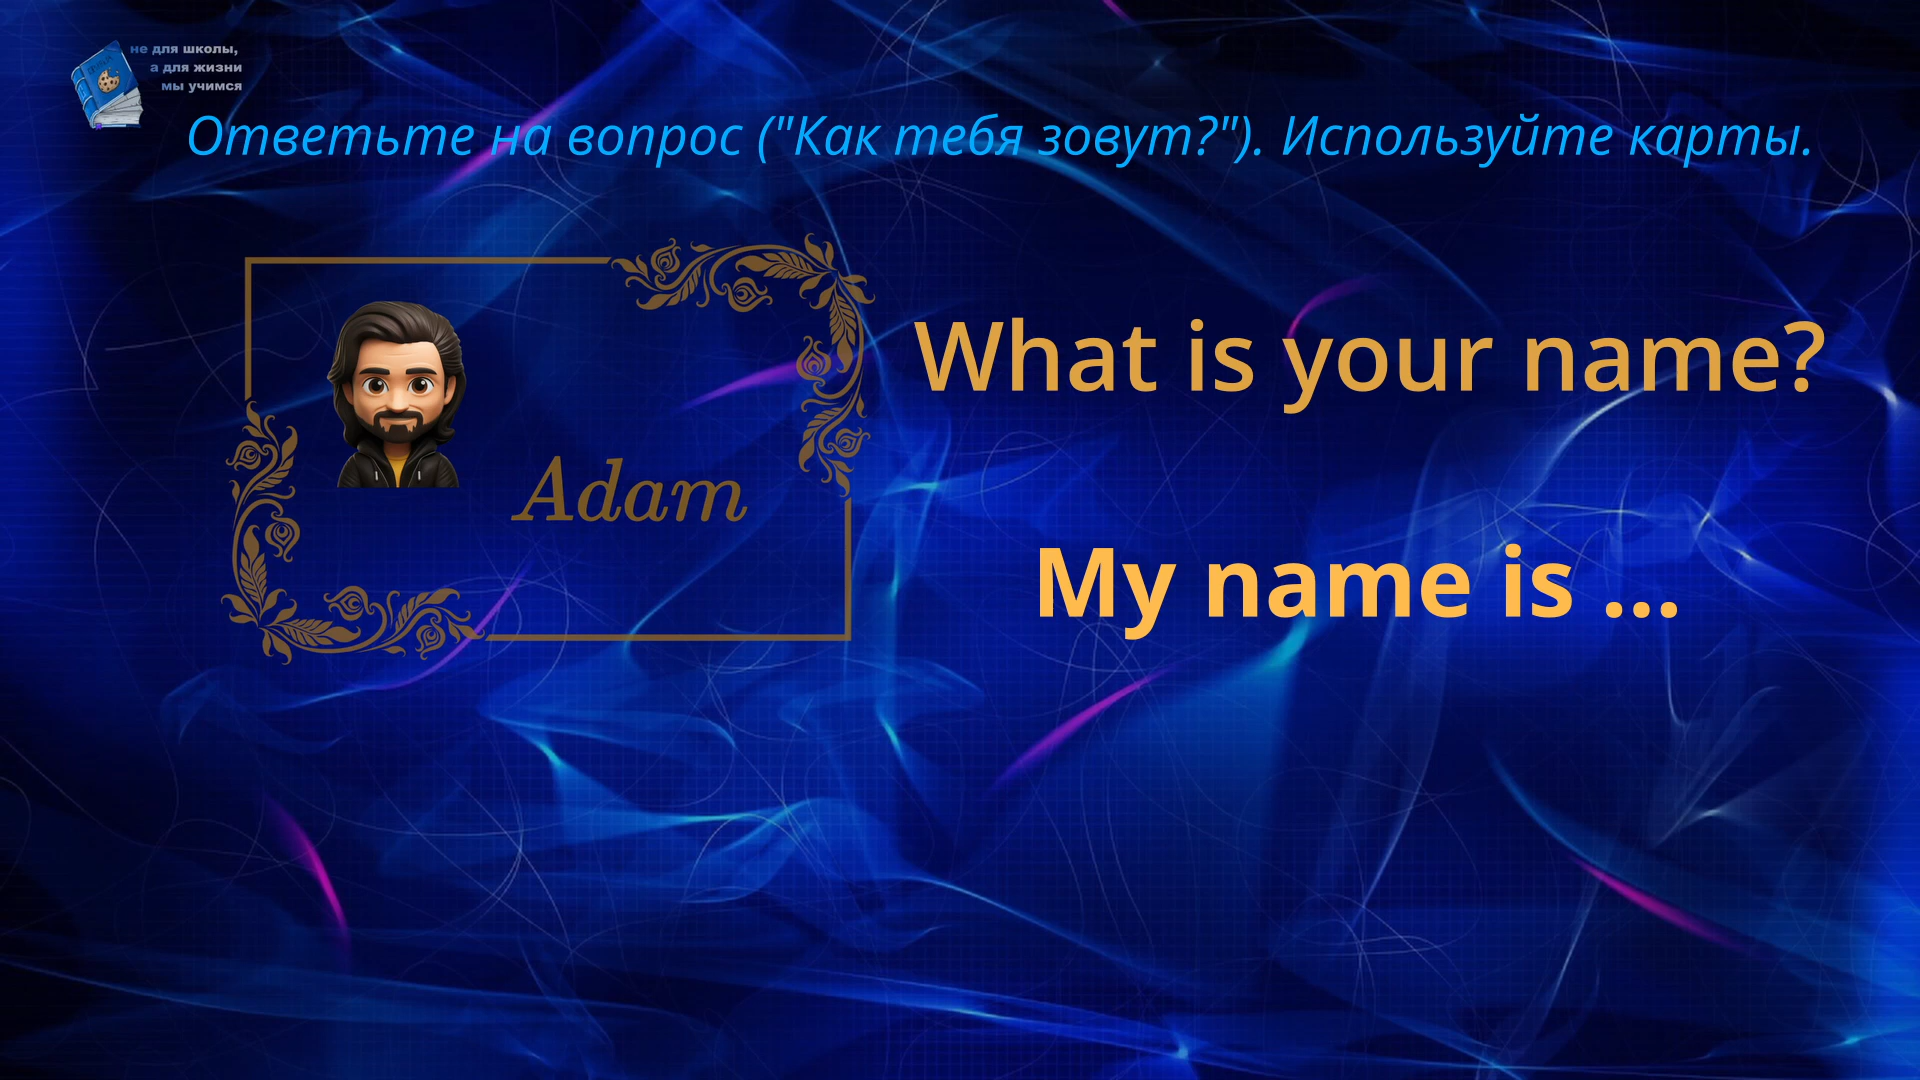 не для школы,
а для жизни
мы учимся
Ответьте на вопрос ("Как тебя зовут?"). Используйте карты.
What is your name?
Adam
My name is ...